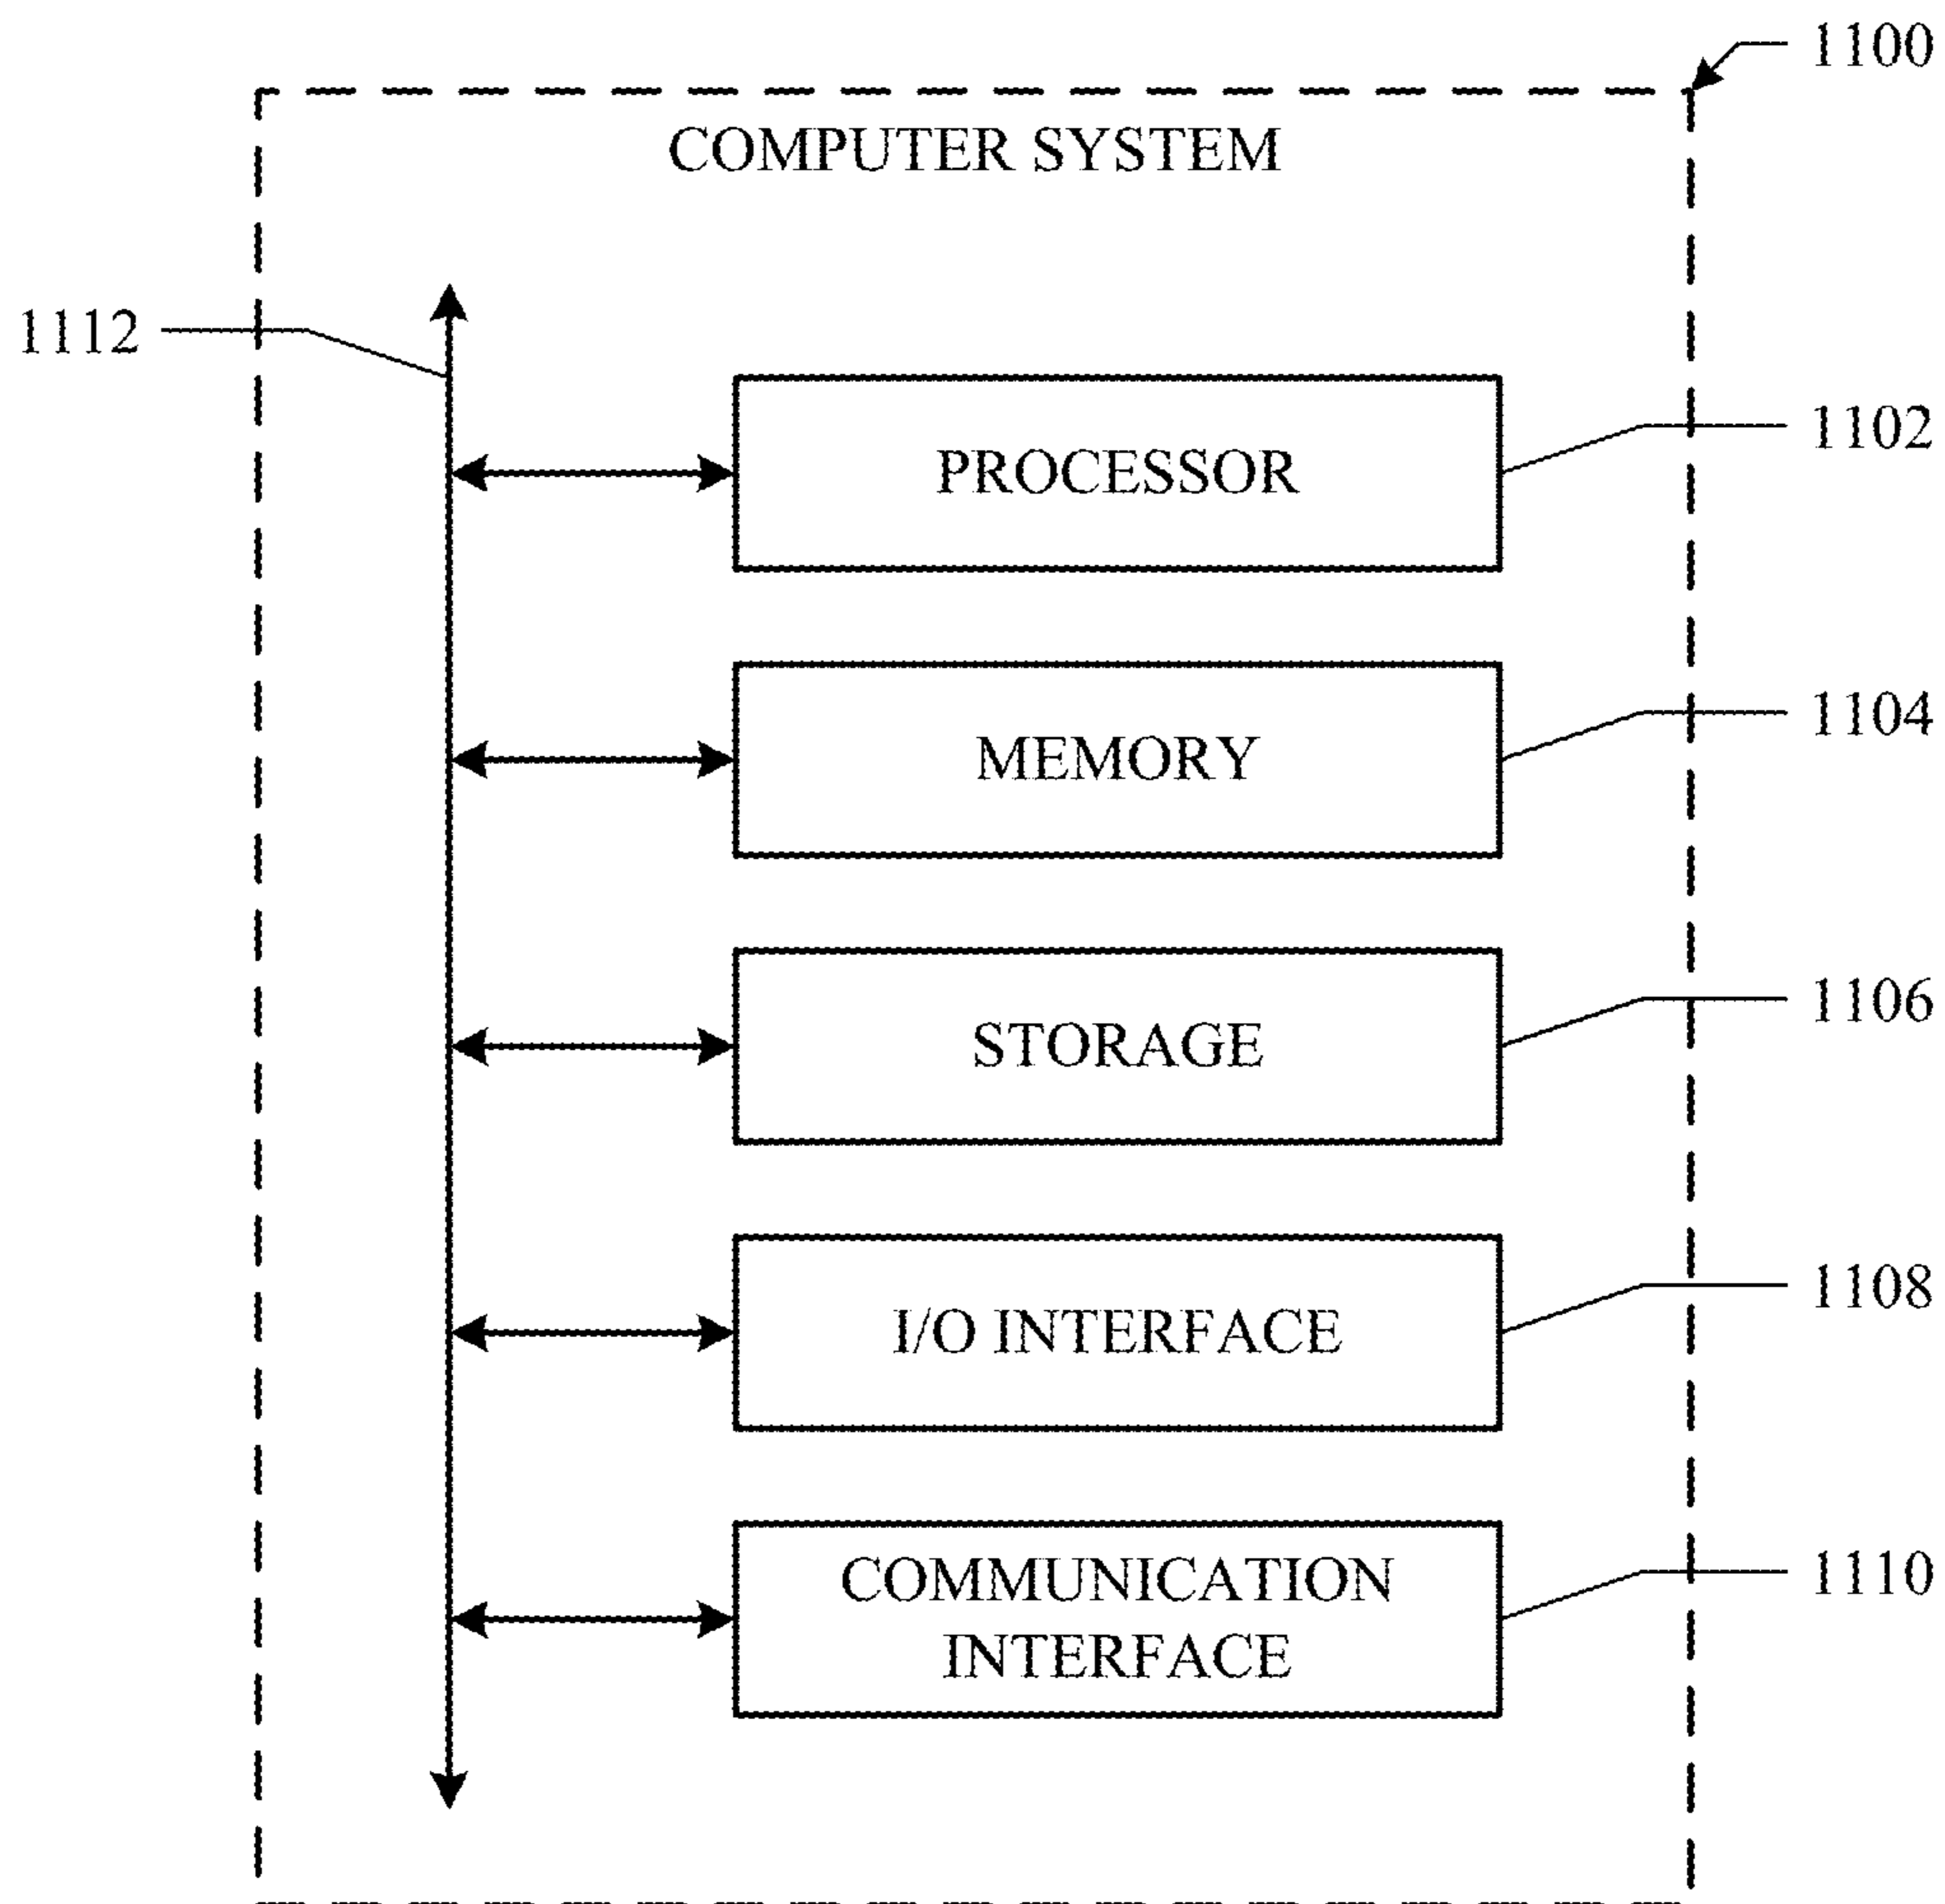 1100
COMPUTER SYSTEM
1112
PROCESSOR
1102
MEMORY
1104
STORAGE
1106
I/O INTERFACE
1108
COMMUNICATION
INTERFACE
1110